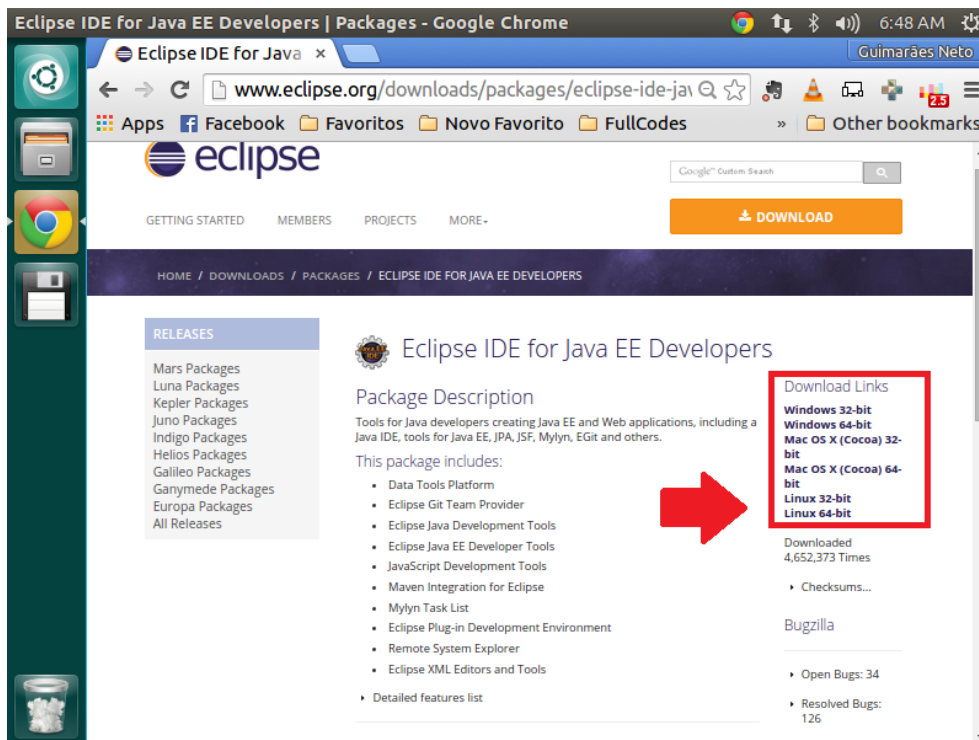 Eclipse IDE for Java EE Developers | Packages - Google Chrome
6:48 AM
Eclipse IDE for Java
Guimarães Neto
www.eclipse.org/downloads/packages/eclipse-ide-jav
2.5
Apps Facebook Favoritos Novo Favorito FullCodes » Other bookmarks
eclipse
Google™ Custom Search
DOWNLOAD
GETTING STARTED MEMBERS PROJECTS MORE
HOME / DOWNLOADS / PACKAGES / ECLIPSE IDE FOR JAVA EE DEVELOPERS
RELEASES
Mars Packages
Luna Packages
Kepler Packages
Juno Packages
Indigo Packages
Helios Packages
Galileo Packages
Ganymede Packages
Europa Packages
All Releases
Java EE
IDE
Eclipse IDE for Java EE Developers
Package Description
Tools for Java developers creating Java EE and Web applications, including a
Java IDE, tools for Java EE, JPA, JSF, Mylyn, EGit and others.
This package includes:
Data Tools Platform
Eclipse Git Team Provider
Eclipse Java Development Tools
Eclipse Java EE Developer Tools
JavaScript Development Tools
Maven Integration for Eclipse
Mylyn Task List
Eclipse Plug-in Development Environment
Remote System Explorer
Eclipse XML Editors and Tools
Detailed features list
Download Links
Windows 32-bit
Windows 64-bit
Mac OS X (Cocoa) 32-
bit
Mac OS X (Cocoa) 64-
bit
Linux 32-bit
Linux 64-bit
Downloaded
4,652,373 Times
Checksums...
Bugzilla
Open Bugs: 34
Resolved Bugs:
126